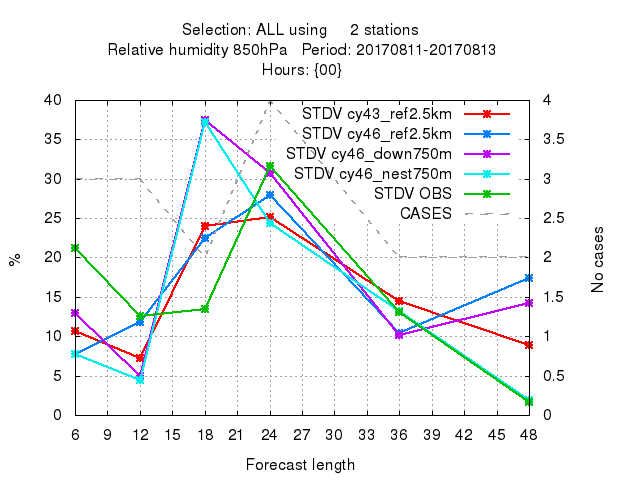 Selection: ALL using 2 stations
Relative humidity 850hPa Period: 20170811-20170813
Hours: {00}
STDV cy43_ref2.5km
STDV cy46_ref2.5km
STDV cy46_down750m
STDV cy46_nest750m
STDV OBS
CASES
40
35
30
25
20
15
10
5
0
%
4
3.5
3
2.5
2
1.5
1
0.5
0
No cases
6 9 12 15 18 21 24 27 30 33 36 39 42 45 48
Forecast length